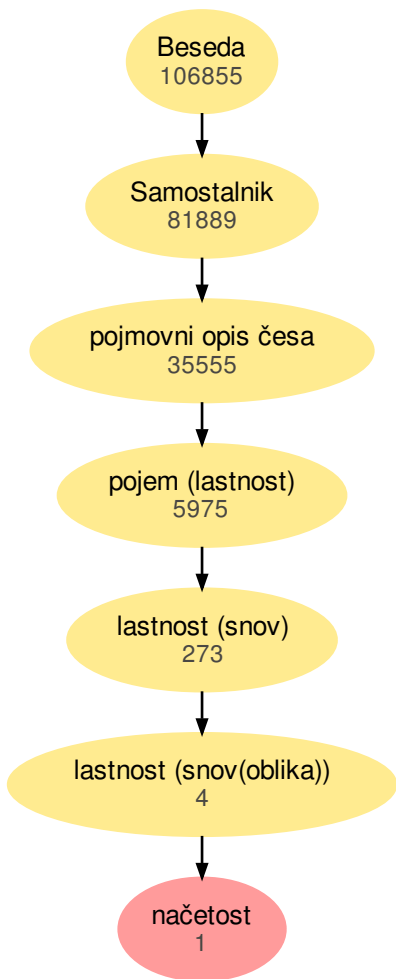 Beseda
106855
Samostalnik
81889
pojmovni opis česa
35555
pojem (lastnost)
5975
lastnost (snov)
273
lastnost (snov(oblika))
4
načetost
1